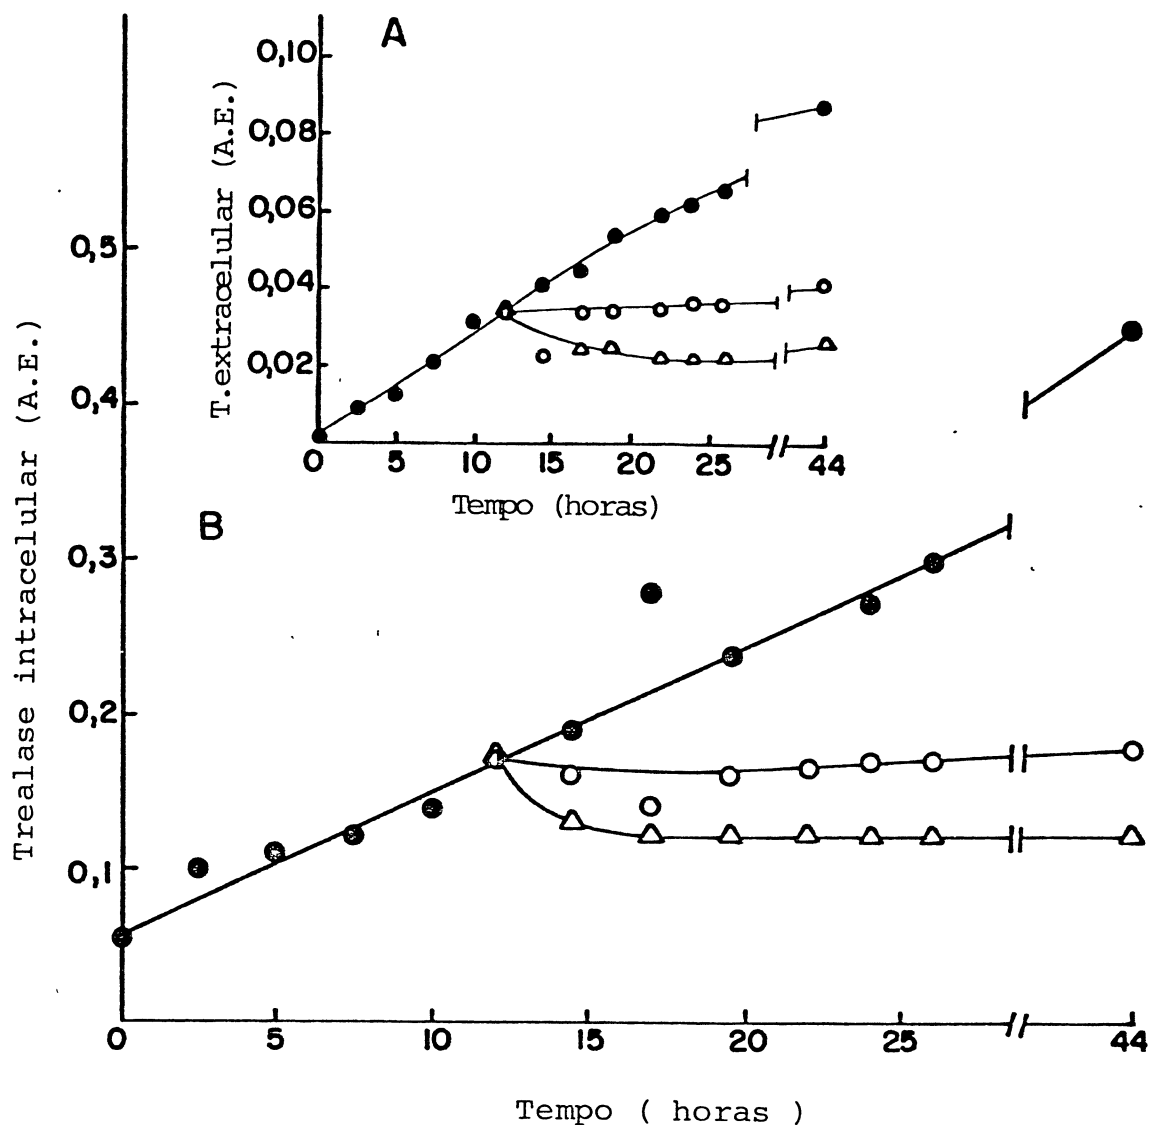 A
0,10
0,08
0,06
0,04
0,02
T.extracelular (A.E.)
0 5 10 15 20 25 44
Tempo (horas)
B
0,5
0,4
0,3
0,2
0,1
Trealase intracelular (A.E.)
0 5 10 15 20 25 44
Tempo ( horas )